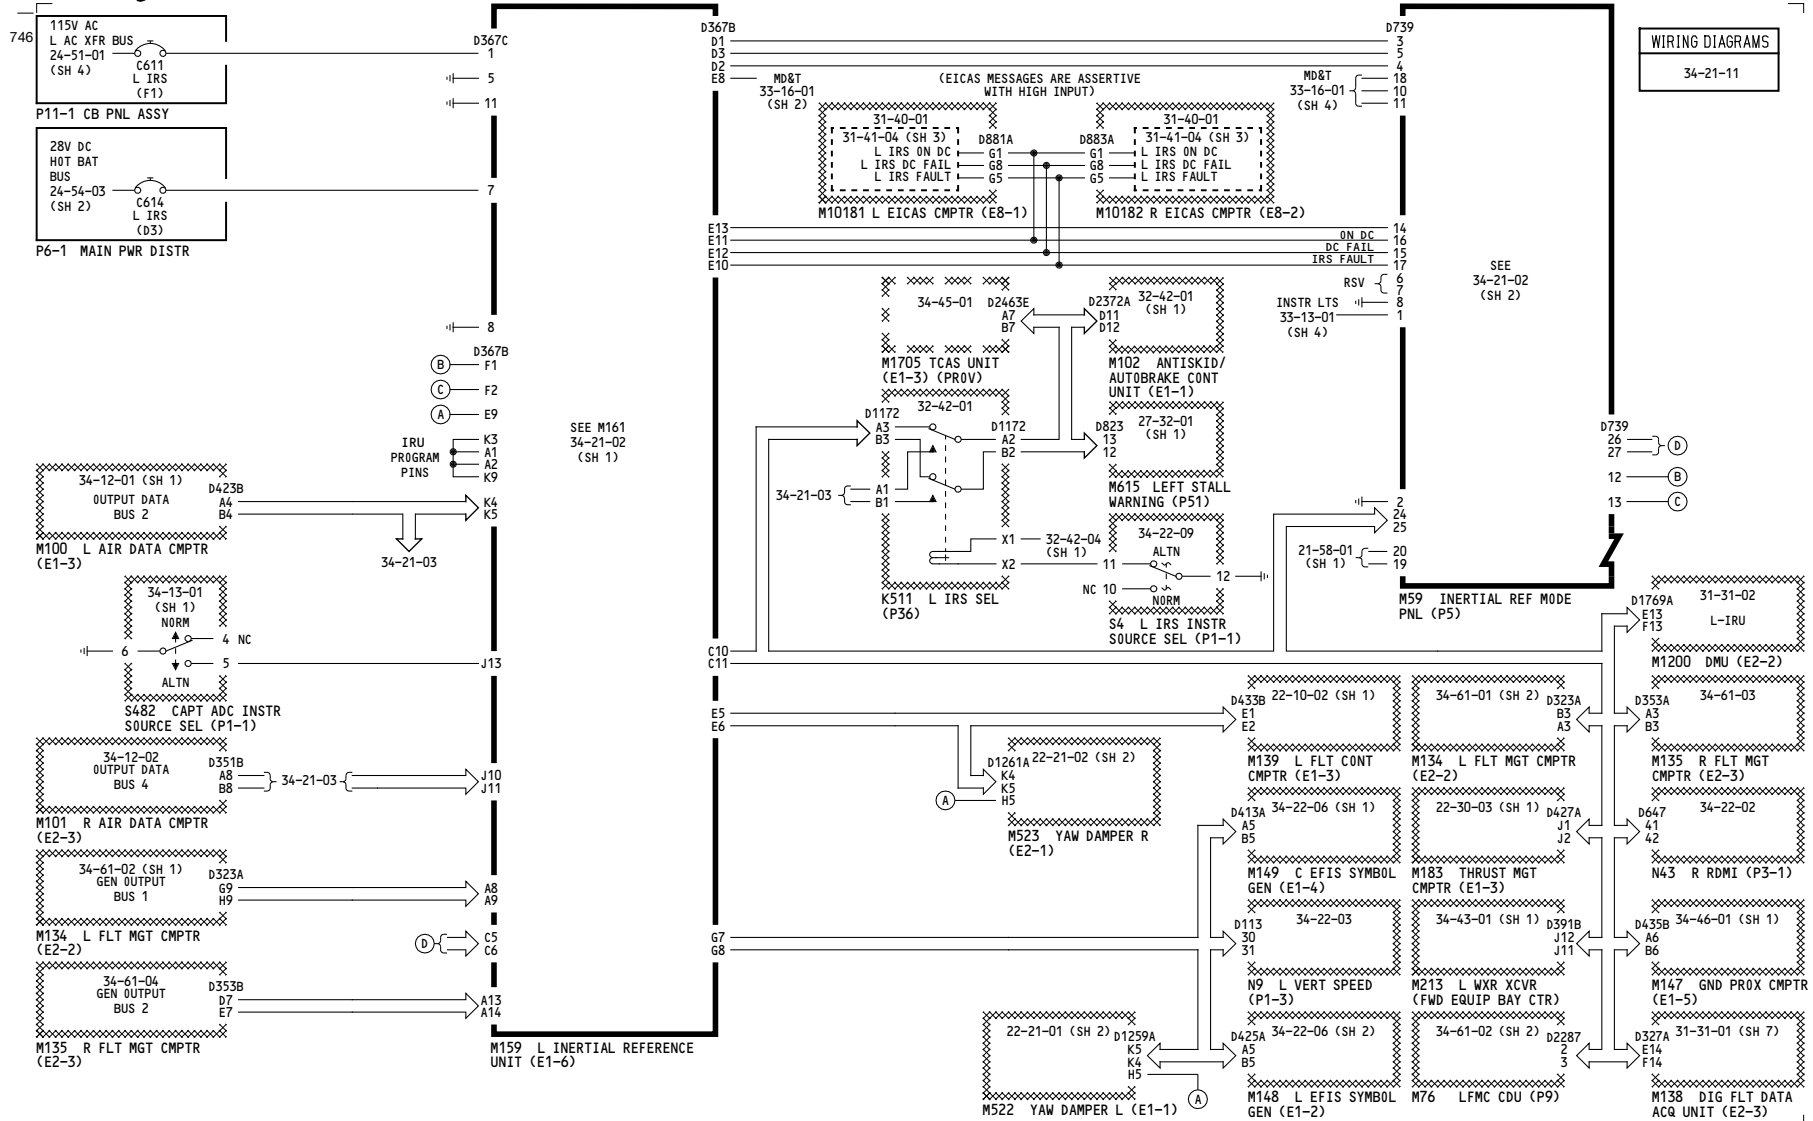 746
115V AC
L AC XFR BUS
24-51-01
(SH 4)
C611
L IRS
(F1)
P11-1 CB PNL ASSY
28V DC
HOT BAT
BUS
24-54-03
(SH 2)
C614
L IRS
(D3)
P6-1 MAIN PWR DISTR
D367C
1
5
11
7
8
D367B
B F1
C F2
A E9
IRU
PROGRAM
PINS
K3
A1
A2
K9
34-12-01 (SH 1)
OUTPUT DATA
BUS 2
D423B
A4
B4
K4
K5
34-21-03
M100 L AIR DATA CMPTR
(E1-3)
34-13-01
(SH 1)
NORM
4 NC
6
5
ALTN
J13
S482 CAPT ADC INSTR
SOURCE SEL (P1-1)
34-12-02
OUTPUT DATA
BUS 4
D351B
A8
B8
34-21-03
J10
J11
M101 R AIR DATA CMPTR
(E2-3)
34-61-02 (SH 1)
GEN OUTPUT
BUS 1
D323A
G9
H9
A8
A9
M134 L FLT MGT CMPTR
(E2-2)
D
C5
C6
34-61-04
GEN OUTPUT
BUS 2
D353B
D7
E7
A13
A14
M135 R FLT MGT CMPTR
(E2-3)
SEE M161
34-21-02
(SH 1)
M159 L INERTIAL REFERENCE
UNIT (E1-6)
D367B
D1
D3
D2
E8
MD&T
33-16-01
(SH 2)
(EICAS MESSAGES ARE ASSERTIVE
WITH HIGH INPUT)
31-40-01
31-41-04 (SH 3)
L IRS ON DC
L IRS DC FAIL
L IRS FAULT
D881A
G1
G8
G5
M10181 L EICAS CMPTR (E8-1)
D883A
G1
G8
G5
31-40-01
31-41-04 (SH 3)
L IRS ON DC
L IRS DC FAIL
L IRS FAULT
M10182 R EICAS CMPTR (E8-2)
E13
E11
E12
E10
ON DC
DC FAIL
IRS FAULT
34-45-01
D2463E
A7
B7
M1705 TCAS UNIT
(E1-3) (PROV)
D2372A
D11
D12
32-42-01
(SH 1)
M102 ANTISKID/
AUTOBRAKE CONT
UNIT (E1-1)
32-42-01
D1172
A3
B3
D1172
A2
B2
34-21-03
A1
B1
X1
X2
32-42-04
(SH 1)
K511 L IRS SEL
(P36)
D823
13
12
27-32-01
(SH 1)
M615 LEFT STALL
WARNING (P51)
34-22-09
ALTN
11
12
NC 10
NORM
S4 L IRS INSTR
SOURCE SEL (P1-1)
D739
3
5
4
MD&T
33-16-01
(SH 4)
18
10
11
14
16
15
17
RSV
6
7
INSTR LTS
8
33-13-01
(SH 4)
1
2
24
25
21-58-01
(SH 1)
20
19
SEE
34-21-02
(SH 2)
D739
26
27
D
12 B
13 C
M59 INERTIAL REF MODE
PNL (P5)
WIRING DIAGRAMS
34-21-11
C10
C11
E5
E6
G7
G8
D1261A
K4
K5
H5
A
22-21-02 (SH 2)
M523 YAW DAMPER R
(E2-1)
22-21-01 (SH 2)
D1259A
K5
K4
H5
A
M522 YAW DAMPER L (E1-1)
D433B
E1
E2
22-10-02 (SH 1)
M139 L FLT CONT
CMPTR (E1-3)
D413A
A5
B5
34-22-06 (SH 1)
M149 C EFIS SYMBOL
GEN (E1-4)
D113
30
31
34-22-03
N9 L VERT SPEED
(P1-3)
D425A
A5
B5
34-22-06 (SH 2)
M148 L EFIS SYMBOL
GEN (E1-2)
34-61-01 (SH 2)
D323A
B3
A3
M134 L FLT MGT CMPTR
(E2-2)
22-30-03 (SH 1)
D427A
J1
J2
M183 THRUST MGT
CMPTR (E1-3)
34-43-01 (SH 1)
D391B
J12
J11
M213 L WXR XCVR
(FWD EQUIP BAY CTR)
34-61-02 (SH 2)
D2287
2
3
M76 LFMC CDU (P9)
D1769A
E13
F13
31-31-02
L-IRU
M1200 DMU (E2-2)
D353A
A3
B3
34-61-03
M135 R FLT MGT
CMPTR (E2-3)
D647
41
42
34-22-02
N43 R RDMI (P3-1)
D435B
A6
B6
34-46-01 (SH 1)
M147 GND PROX CMPTR
(E1-5)
D327A
E14
F14
31-31-01 (SH 7)
M138 DIG FLT DATA
ACQ UNIT (E2-3)